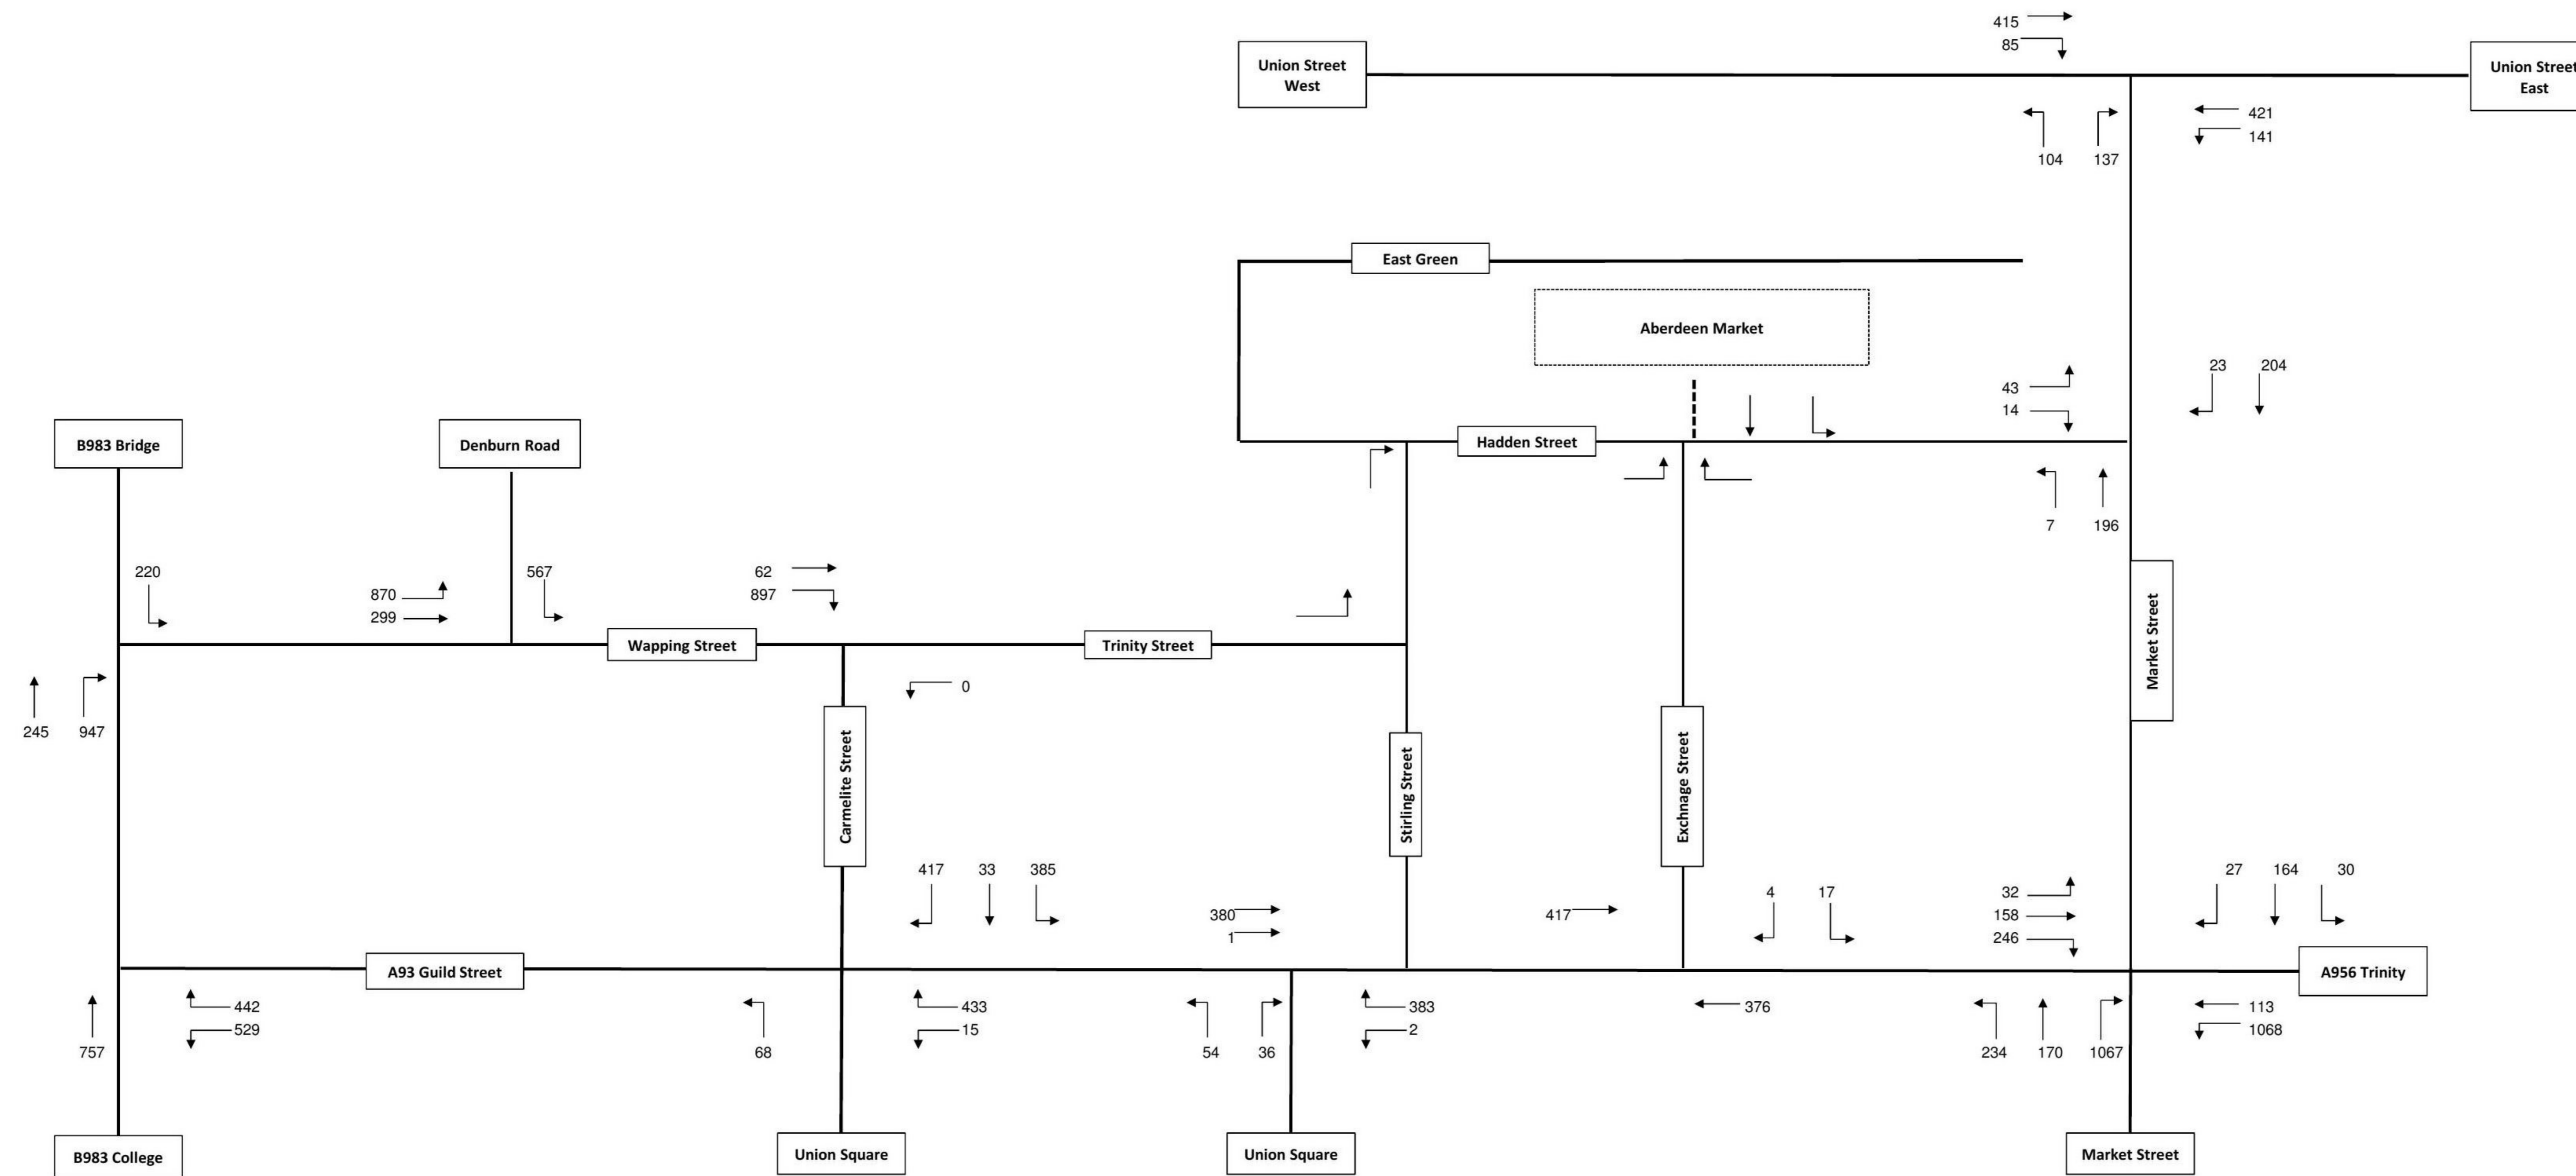 415
85
Union Street
West
Union Street
East
421
141
104
137
East Green
Aberdeen Market
23
204
43
14
B983 Bridge
Denburn Road
Hadden Street
7
196
220
567
62
870
897
299
Market Street
Wapping Street
Trinity Street
0
245
947
Carmelite Street
Stirling Street
Exchnage Street
417
33
385
27
164
30
4
17
32
380
417
158
1
246
A93 Guild Street
A956 Trinity
442
433
383
376
113
529
15
2
1068
757
68
54
36
234
170
1067
B983 College
Union Square
Union Square
Market Street